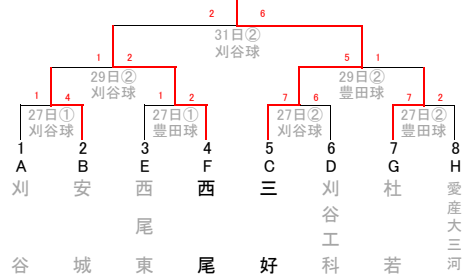 2 6
31日②
刈谷球
1 2
5 1
29日②
刈谷球
29日②
豊田球
1 4
1 2
7 6
7 2
27日①
刈谷球
27日①
豊田球
27日②
刈谷球
27日②
豊田球
1 2 3 4 5 6 7 8
A B E F C D G H
刈谷
安城
西尾東
西尾
三好
刈谷工科
杜若
愛産大三河